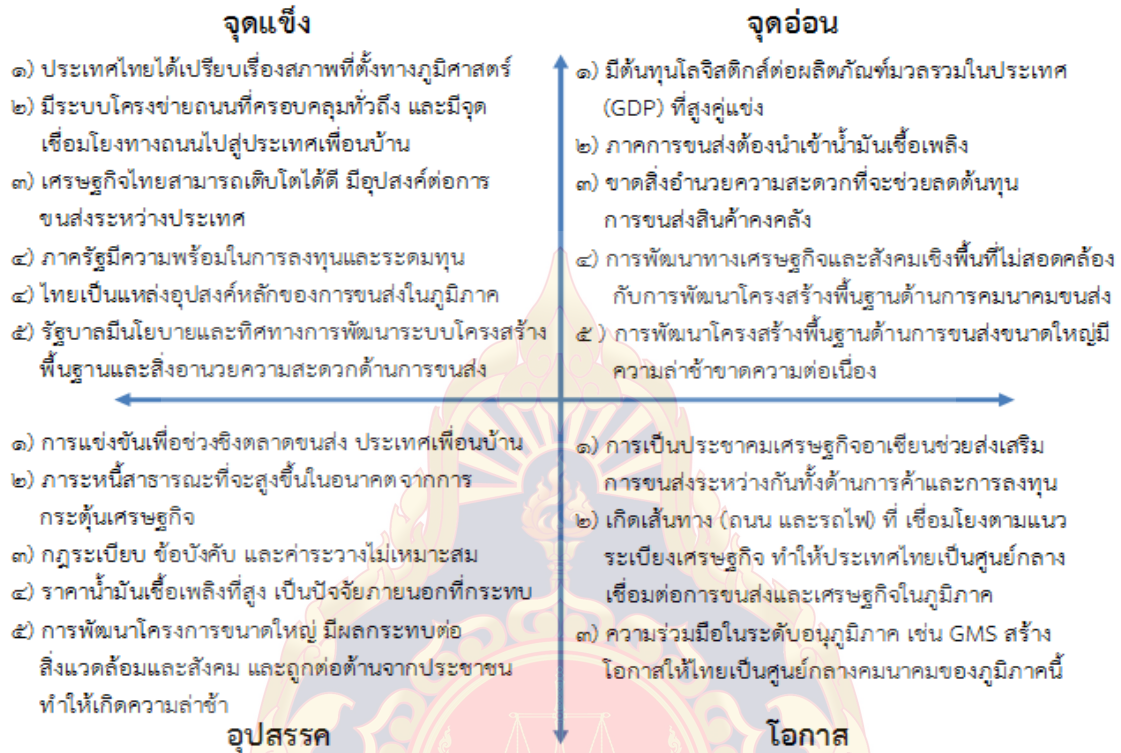 จุดแข็ง
๑) ประเทศไทยได้เปรียบเรื่องสภาพที่ตั้งทางภูมิศาสตร์
๒) มีระบบโครงข่ายถนนที่ครอบคลุมทั่วถึง และมีจุด
เชื่อมโยงทางถนนไปสู่ประเทศเพื่อนบ้าน
๓) เศรษฐกิจไทยสามารถเติบโตได้ดี มีอุปสงค์ต่อการ
ขนส่งระหว่างประเทศ
๔) ภาครัฐมีความพร้อมในการลงทุนและระดมทุน
๔) ไทยเป็นแหล่งอุปสงค์หลักของการขนส่งในภูมิภาค
๕) รัฐบาลมีนโยบายและทิศทางการพัฒนาระบบโครงสร้าง
พื้นฐานและสิ่งอานวยความสะดวกด้านการขนส่ง
จุดอ่อน
๑) มีต้นทุนโลจิสติกส์ต่อผลิตภัณฑ์มวลรวมในประเทศ
(GDP) ที่สูงคู่แข่ง
๒) ภาคการขนส่งต้องนำเข้าน้ำมันเชื้อเพลิง
๓) ขาดสิ่งอำนวยความสะดวกที่จะช่วยลดต้นทุน
การขนส่งสินค้าคงคลัง
๔) การพัฒนาทางเศรษฐกิจและสังคมเชิงพื้นที่ไม่สอดคล้อง
กับการพัฒนาโครงสร้างพื้นฐานด้านการคมนาคมขนส่ง
๕ ) การพัฒนาโครงสร้างพื้นฐานด้านการขนส่งขนาดใหญ่มี
ความล่าช้าขาดความต่อเนื่อง
๑) การแข่งขันเพื่อช่วงชิงตลาดขนส่ง ประเทศเพื่อนบ้าน
๒) ภาระหนี้สาธารณะที่จะสูงขึ้นในอนาคต จากการ
กระตุ้นเศรษฐกิจ
๓) กฎระเบียบ ข้อบังคับ และค่าระวางไม่เหมาะสม
๔) ราคาน้ำมันเชื้อเพลิงที่สูง เป็นปัจจัยภายนอกที่กระทบ
๕) การพัฒนาโครงการขนาดใหญ่ มีผลกระทบต่อ
สิ่งแวดล้อมและสังคม และถูกต่อต้านจากประชาชน
ทำให้เกิดความล่าช้า
อุปสรรค
๑) การเป็นประชาคมเศรษฐกิจอาเซียนช่วยส่งเสริม
การขนส่งระหว่างกันทั้งด้านการค้าและการลงทุน
๒) เกิดเส้นทาง (ถนน และรถไฟ) ที่ เชื่อมโยงตามแนว
ระเบียงเศรษฐกิจ ทำให้ประเทศไทยเป็นศูนย์กลาง
เชื่อมต่อการขนส่งและเศรษฐกิจในภูมิภาค
๓) ความร่วมมือในระดับอนุภูมิภาค เช่น GMS สร้าง
โอกาสให้ไทยเป็นศูนย์กลางคมนาคมของภูมิภาคนี้
โอกาส